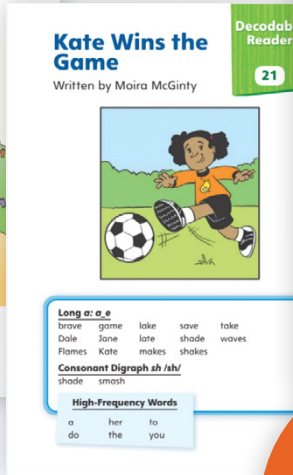 Kate Wins the
Game
Decodab
Reader
21
Written by Moira McGinty
Long a: a_e
brave game lake save take
Dale Jane late shade waves
Flames Kate makes shakes
Consonant Digraph sh /sh/
shade smash
High-Frequency Words
a her to
do the you